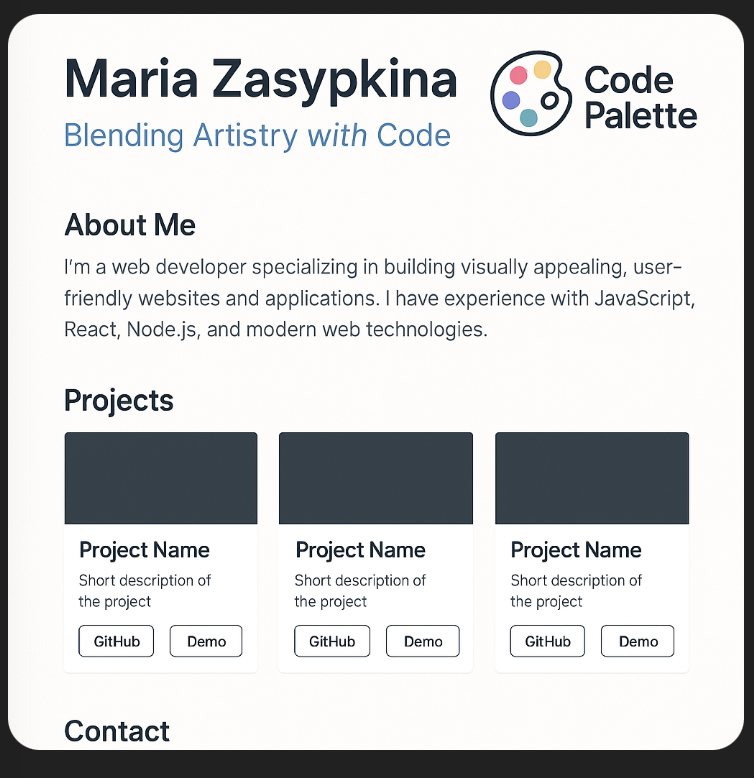 Maria Zasypkina
Blending Artistry with Code
Code
Palette
About Me
I'm a web developer specializing in building visually appealing, user-
friendly websites and applications. I have experience with JavaScript,
React, Node.js, and modern web technologies.
Projects
Project Name
Short description of
the project
GitHub Demo
Project Name
Short description of
the project
GitHub Demo
Project Name
Short description of
the project
GitHub Demo
Contact